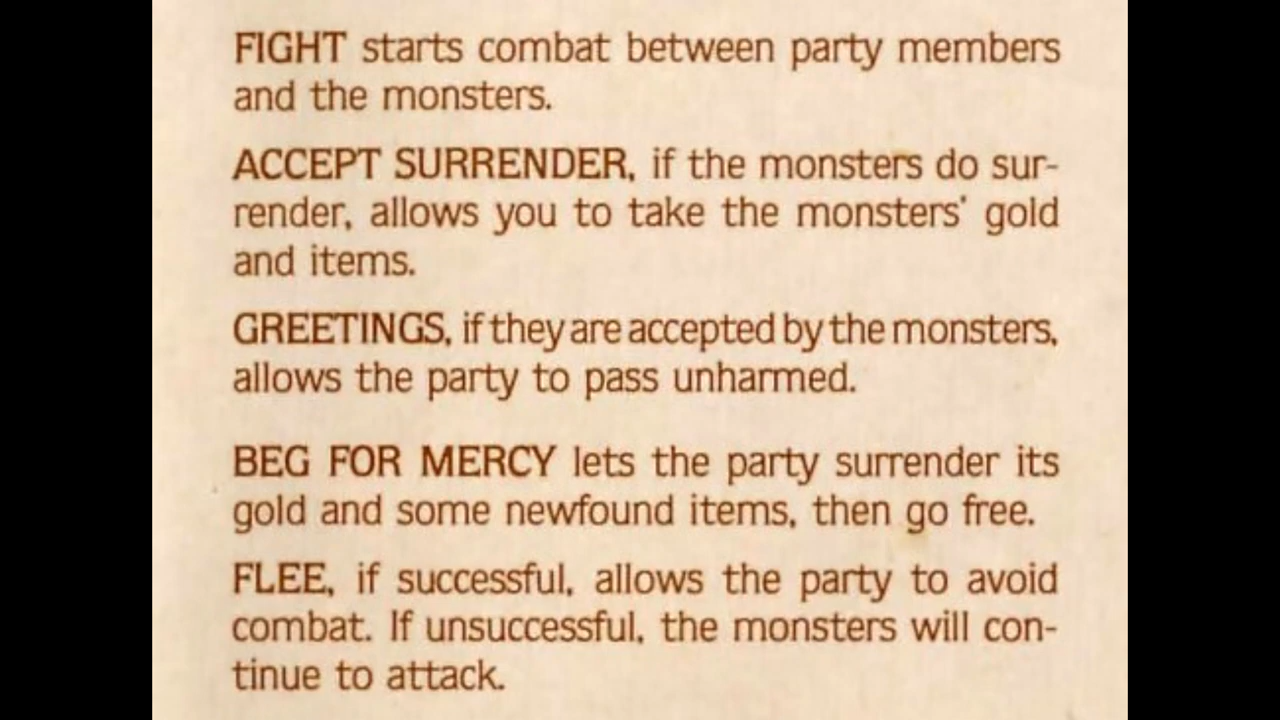 FIGHT starts combat between party members
and the monsters.
ACCEPT SURRENDER, if the monsters do sur-
render, allows you to take the monsters' gold
and items.
GREETINGS, if they are accepted by the monsters,
allows the party to pass unharmed.
BEG FOR MERCY lets the party surrender its
gold and some newfound items, then go free.
FLEE, if successful, allows the party to avoid
combat. If unsuccessful, the monsters will con-
tinue to attack.